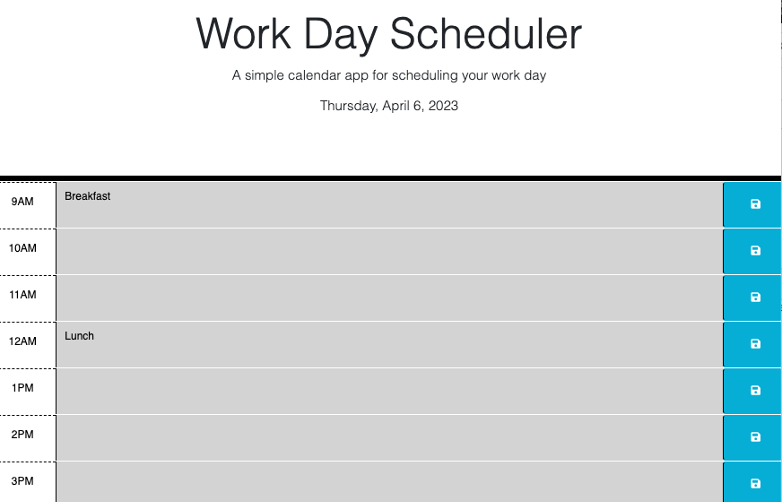 Work Day Scheduler
A simple calendar app for scheduling your work day
Thursday, April 6, 2023
9AM Breakfast
10AM
11AM
12AM Lunch
1PM
2PM
3PM